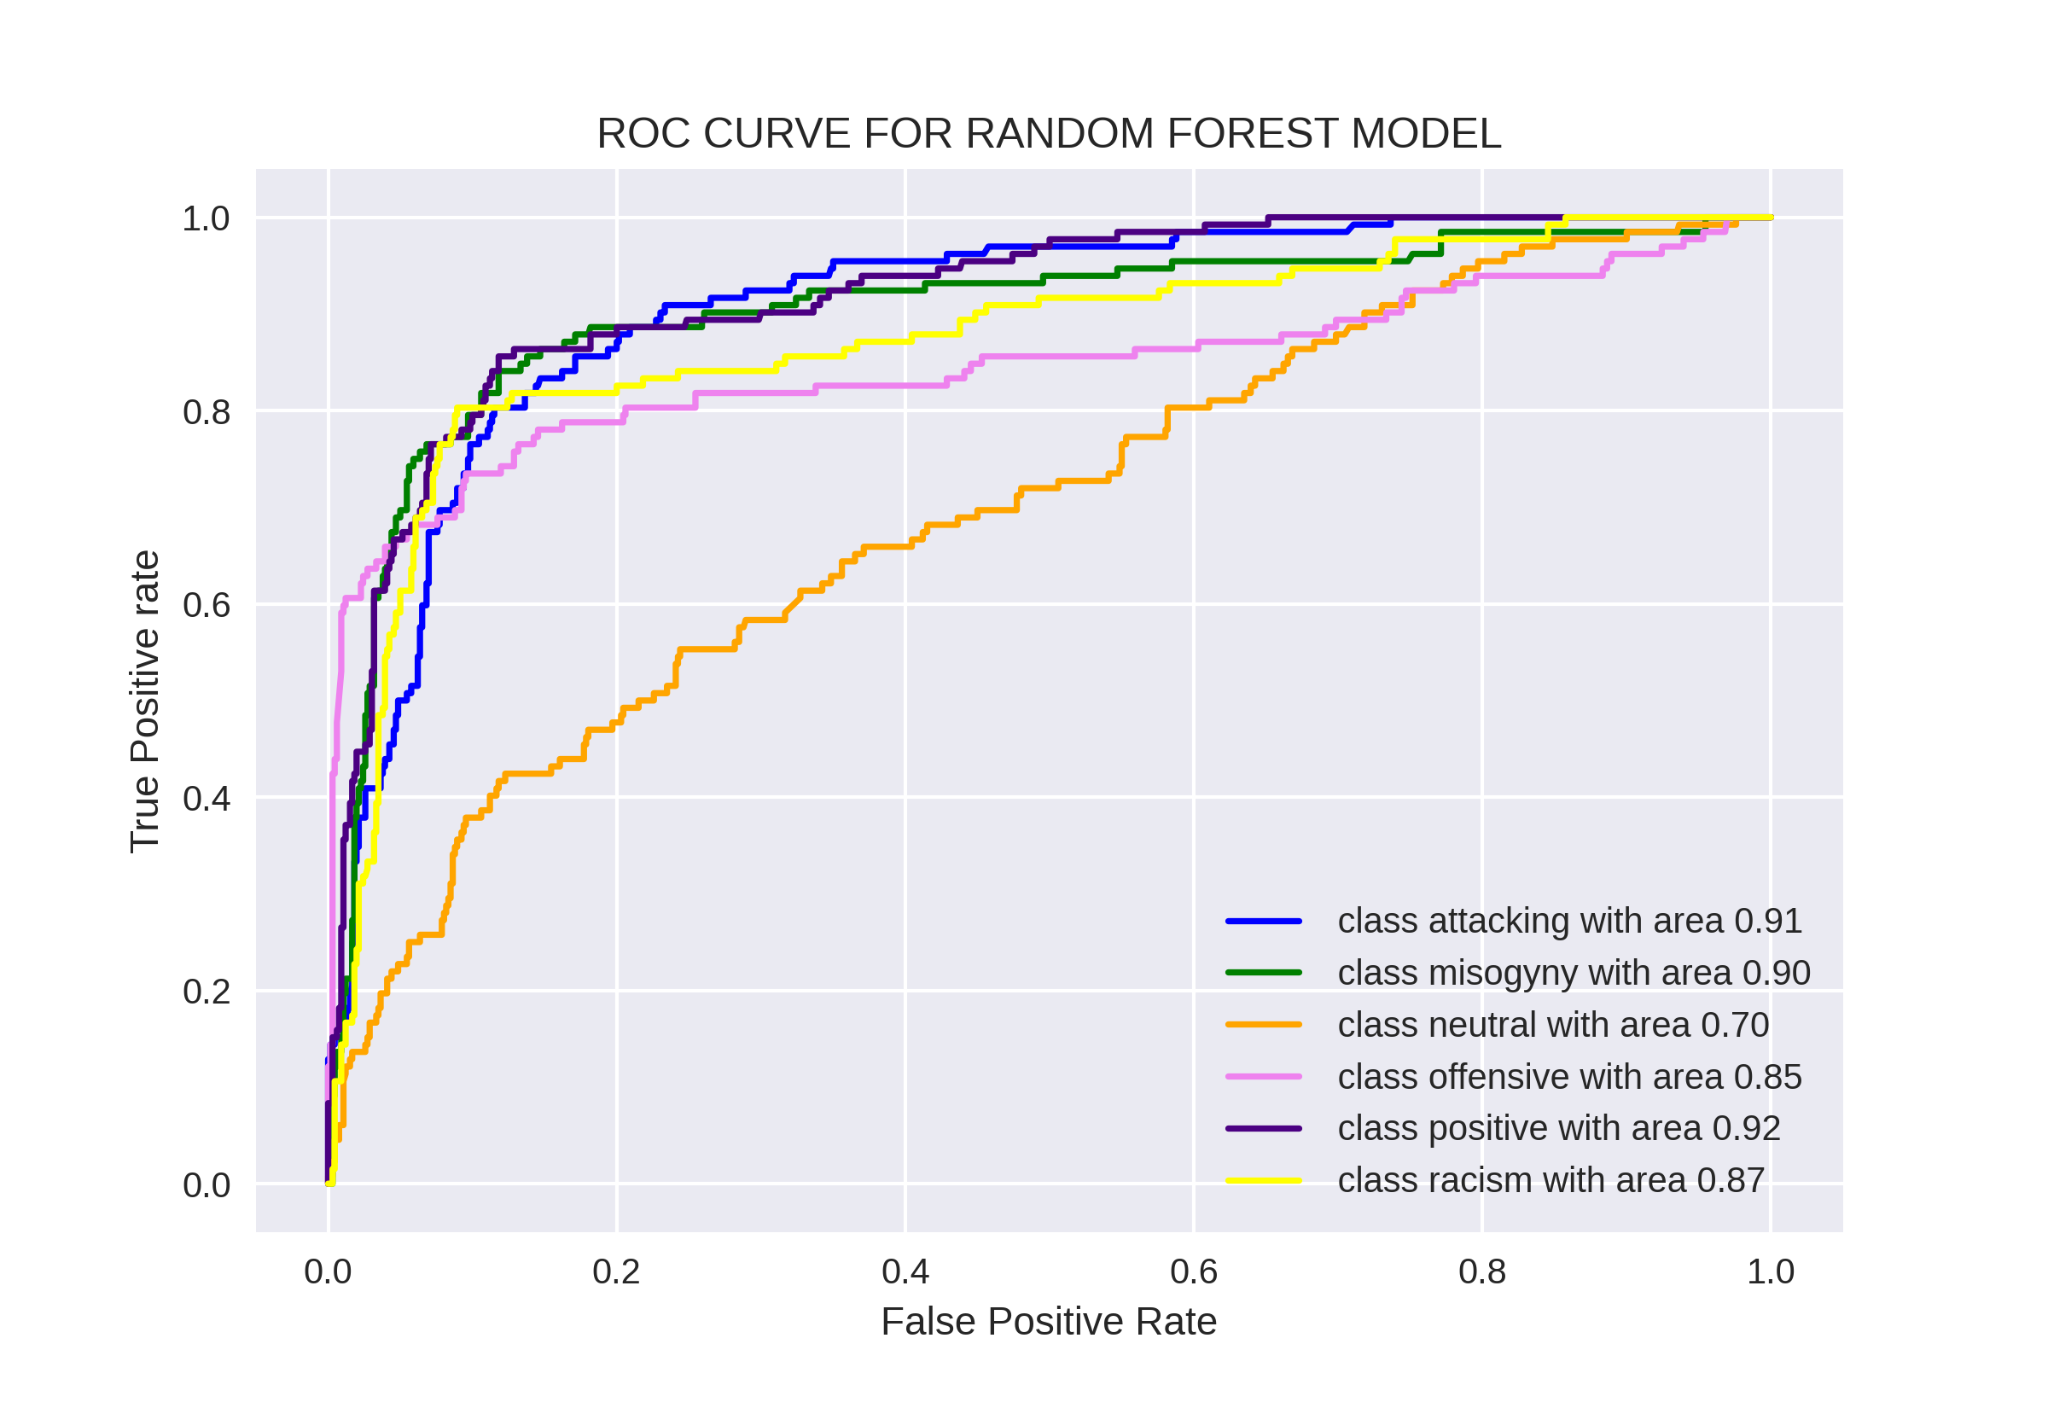 ROC CURVE FOR RANDOM FOREST MODEL
True Positive rate
1.0
0.8
0.6
0.4
0.2
0.0
class attacking with area 0.91
class misogyny with area 0.90
class neutral with area 0.70
class offensive with area 0.85
class positive with area 0.92
class racism with area 0.87
0.0 0.2 0.4 0.6 0.8 1.0
False Positive Rate